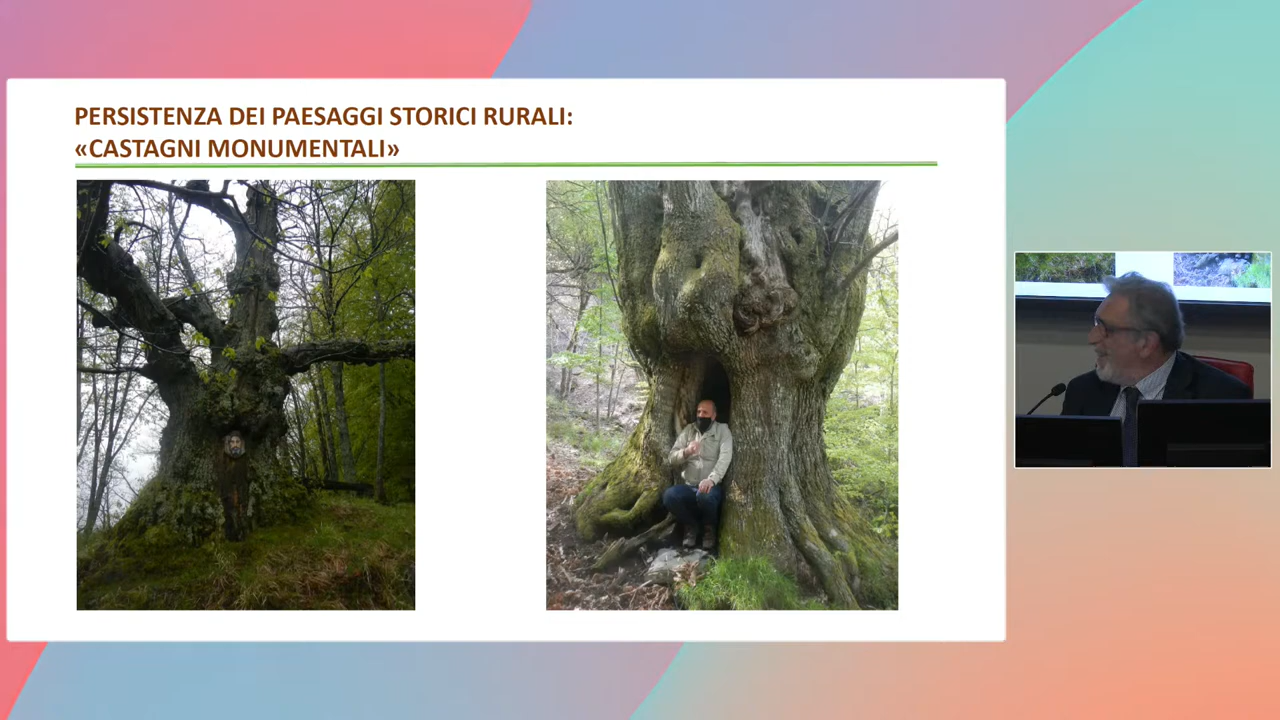 PERSISTENZA DEI PAESAGGI STORICI RURALI:
«CASTAGNI MONUMENTALI»